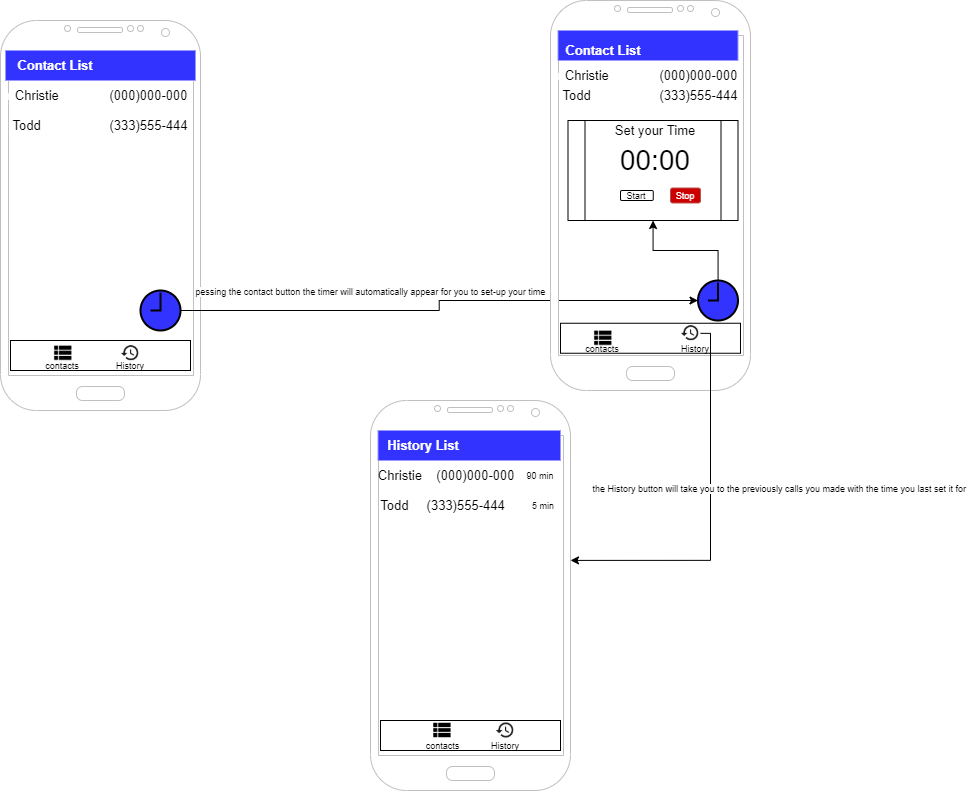 Contact List
Christie (000)000-000
Todd (333)555-444
contacts History
pessing the contact button the timer will automatically appear for you to set-up your time
Contact List
Christie (000)000-000
Todd (333)555-444
Set your Time
00:00
Start Stop
contacts History
the History button will take you to the previously calls you made with the time you last set it for
History List
Christie (000)000-000 90 min
Todd (333)555-444 5 min
contacts History